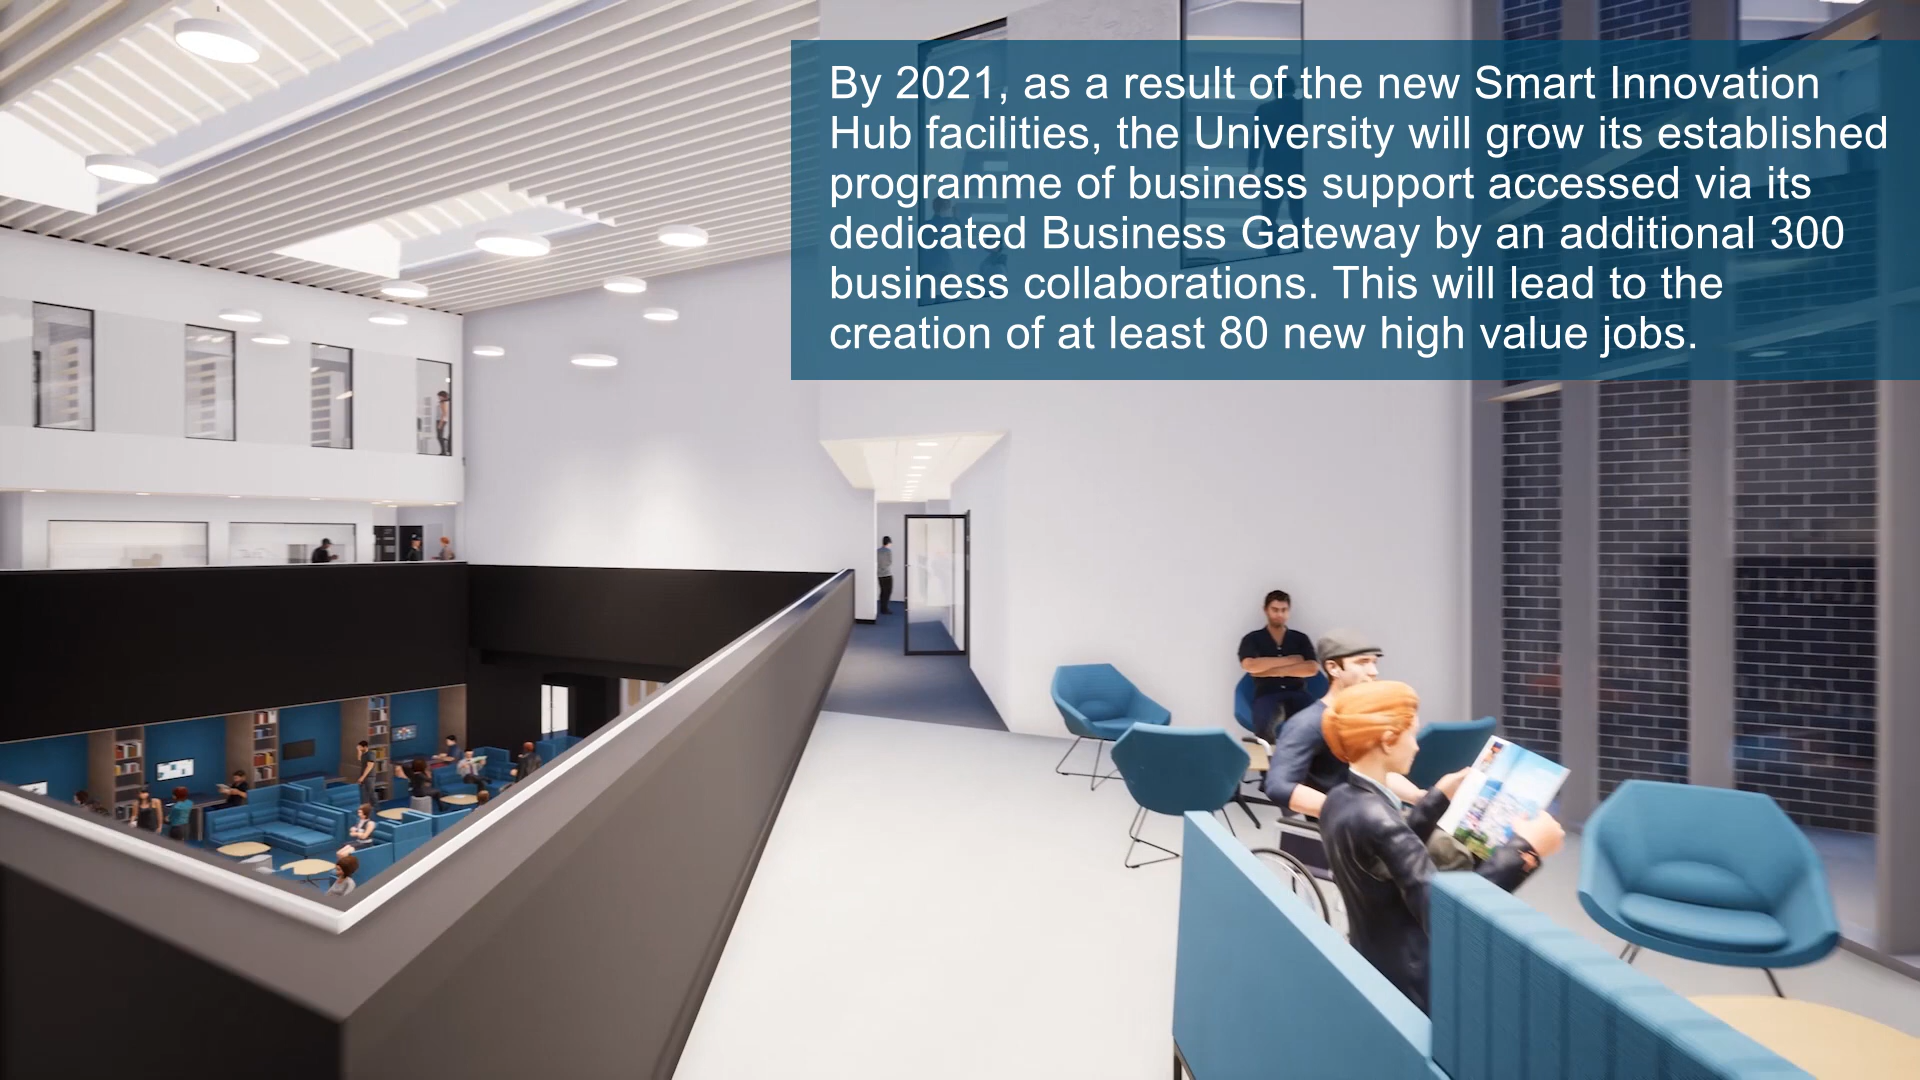 By 2021, as a result of the new Smart Innovation
Hub facilities, the University will grow its established
programme of business support accessed via its
dedicated Business Gateway by an additional 300
business collaborations. This will lead to the
creation of at least 80 new high value jobs.